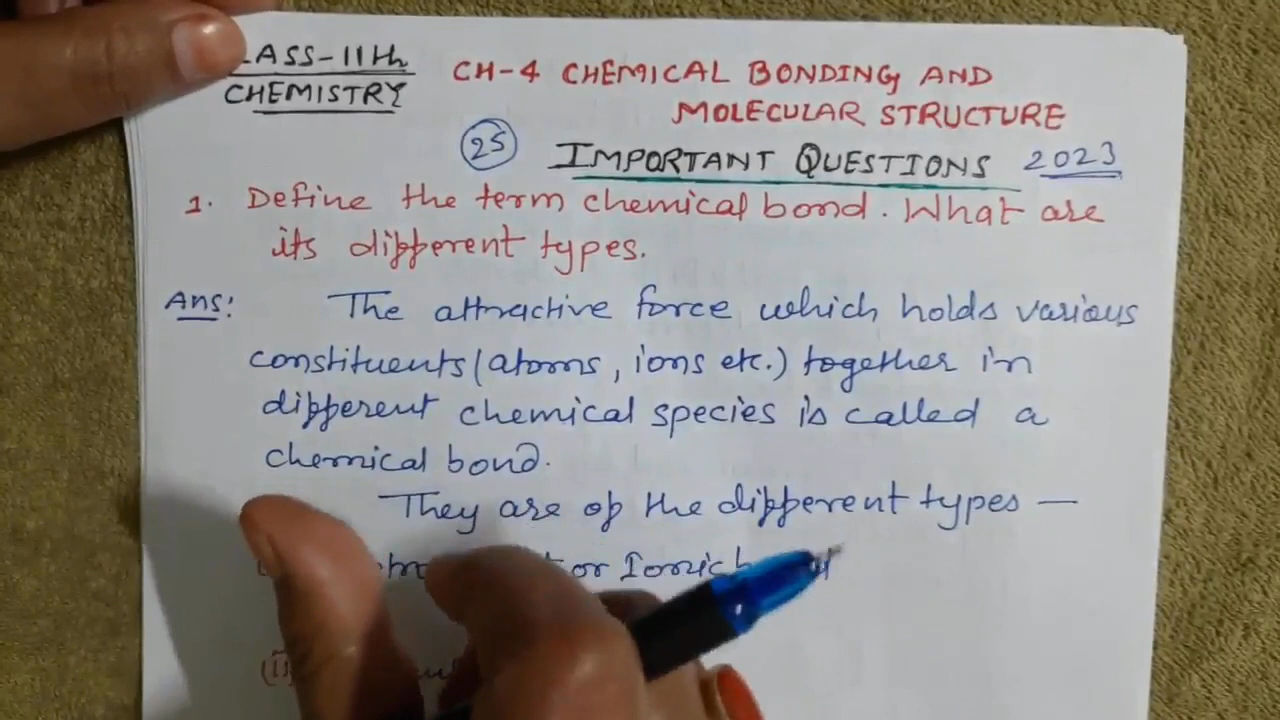 LASS-11th
CHEMISTRY
CH-4 CHEMICAL BONDING AND
MOLECULAR STRUCTURE
25 IMPORTANT QUESTIONS 2023
1. Define the term chemical bond. What are
its different types.
Ans: The attractive force which holds various
constituents (atoms, ions etc.) together in
different chemical species is called a
chemical bond.
They are of the different types —
or Ionic
(ii)